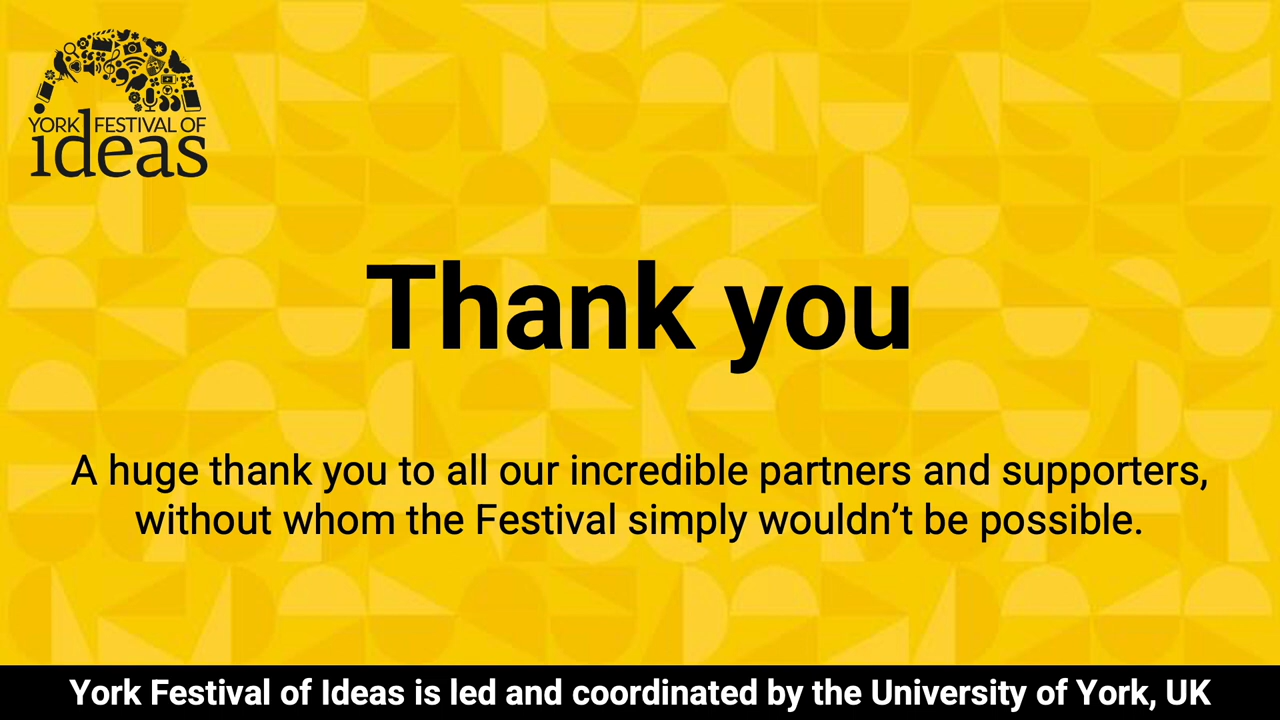 YORK FESTIVAL OF
ideas
Thank you
A huge thank you to all our incredible partners and supporters,
without whom the Festival simply wouldn’t be possible.
York Festival of Ideas is led and coordinated by the University of York, UK